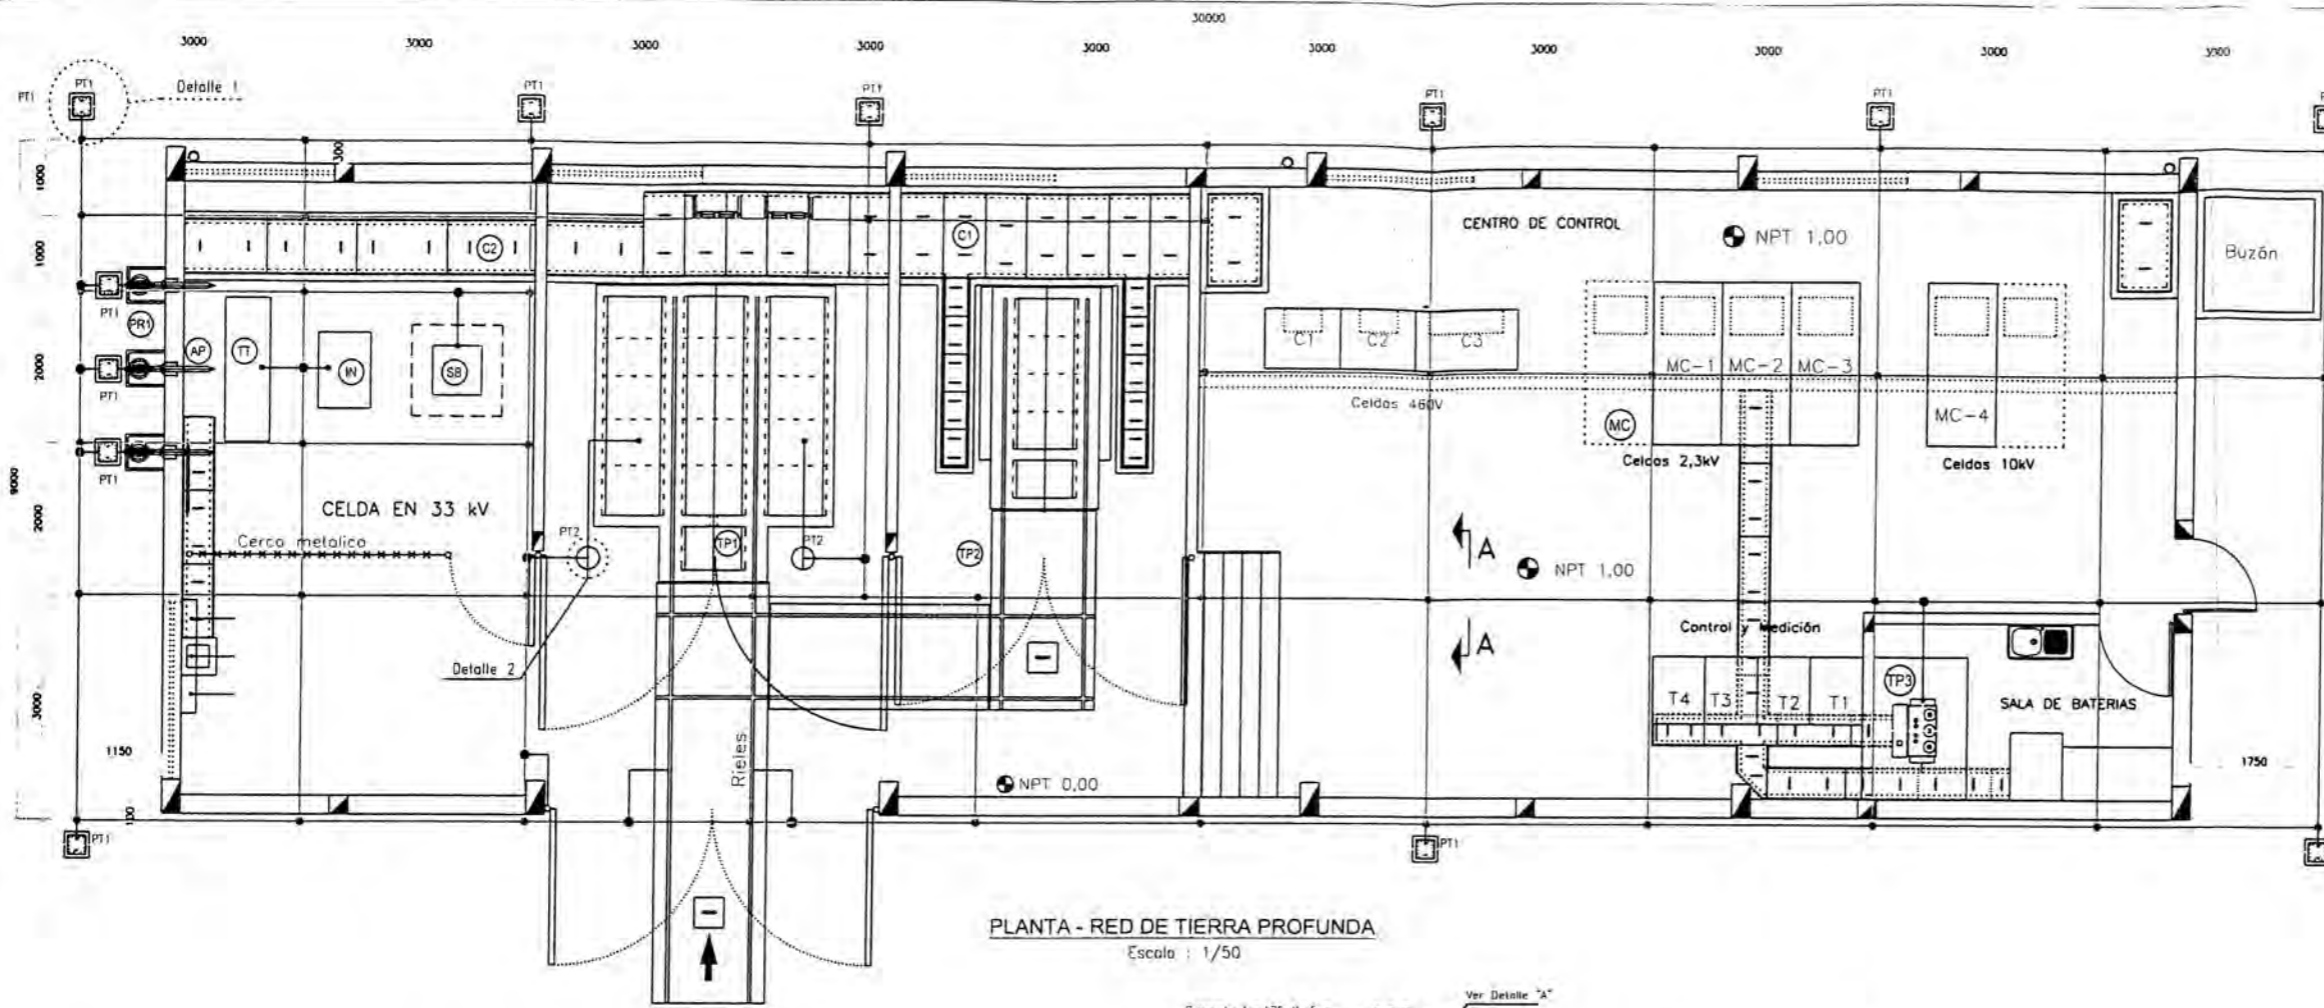 30000
3000 3000 3000 3000 3000 3000 3000 3000 3000 3000
PT1 PT1 Detalle 1 PT1 PT1 PT1 PT1
300
1000
CENTRO DE CONTROL NPT 1,00
1000
C2 C1
Buzón
PT1 PR1
AP TT IN SB
C1 C2 C3
MC-1 MC-2 MC-3
2000
PT1
Celdas 460V
MC-4
MC
Celdas 2,3kV
Celdas 10kV
PT1
9000
CELDA EN 33 kV
2000
Cerco metalico
PT2 TP1 PT2 TP2
A
NPT 1,00
Control y Medición
A
Detalle 2
3000
T4 T3 T2 T1 TP3
SALA DE BATERIAS
Rieles
1150
1750
NPT 0,00
PT1 PT1
PLANTA - RED DE TIERRA PROFUNDA
Escala : 1/50
Ver Detalle "A"